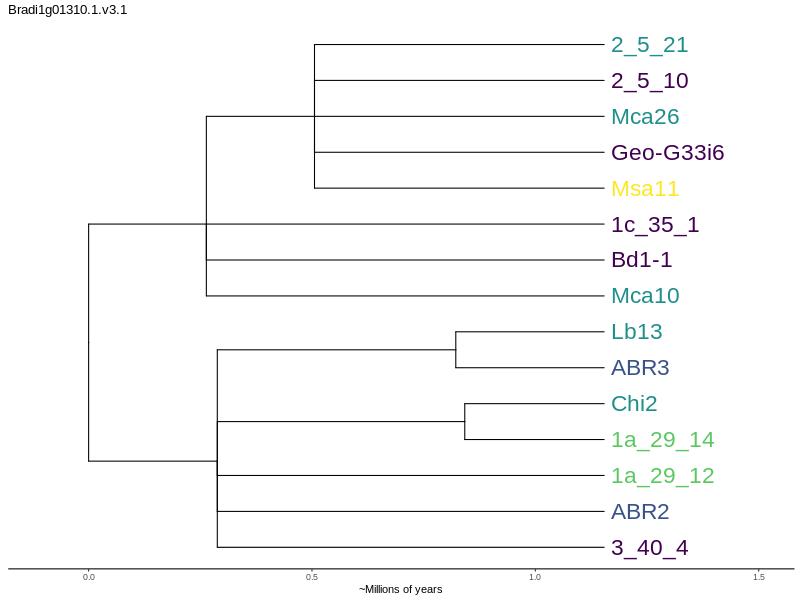 Bradi1g01310.1.v3.1
2_5_21
2_5_10
Mca26
Geo-G33i6
Msa11
1c_35_1
Bd1-1
Mca10
Lb13
ABR3
Chi2
1a_29_14
1a_29_12
ABR2
3_40_4
0.0 0.5 1.0 1.5
~Millions of years